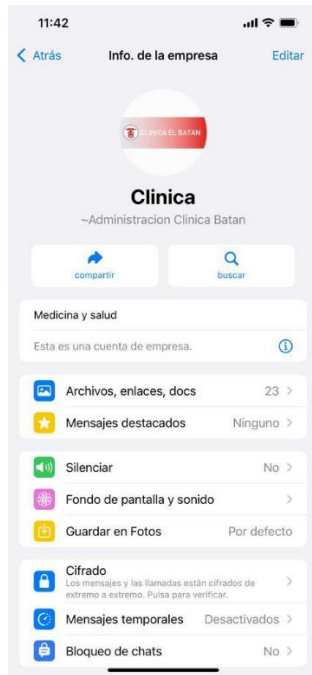 11:42
Atrás Info. de la empresa Editar
CLINICA EL BATAN
Clinica
~Administracion Clinica Batan
compartir buscar
Medicina y salud
Esta es una cuenta de empresa.
Archivos, enlaces, docs 23
Mensajes destacados Ninguno
Silenciar No
Fondo de pantalla y sonido
Guardar en Fotos Por defecto
Cifrado
Los mensajes y las llamadas están cifrados de
extremo a extremo. Pulsa para verificar.
Mensajes temporales Desactivados
Bloqueo de chats No